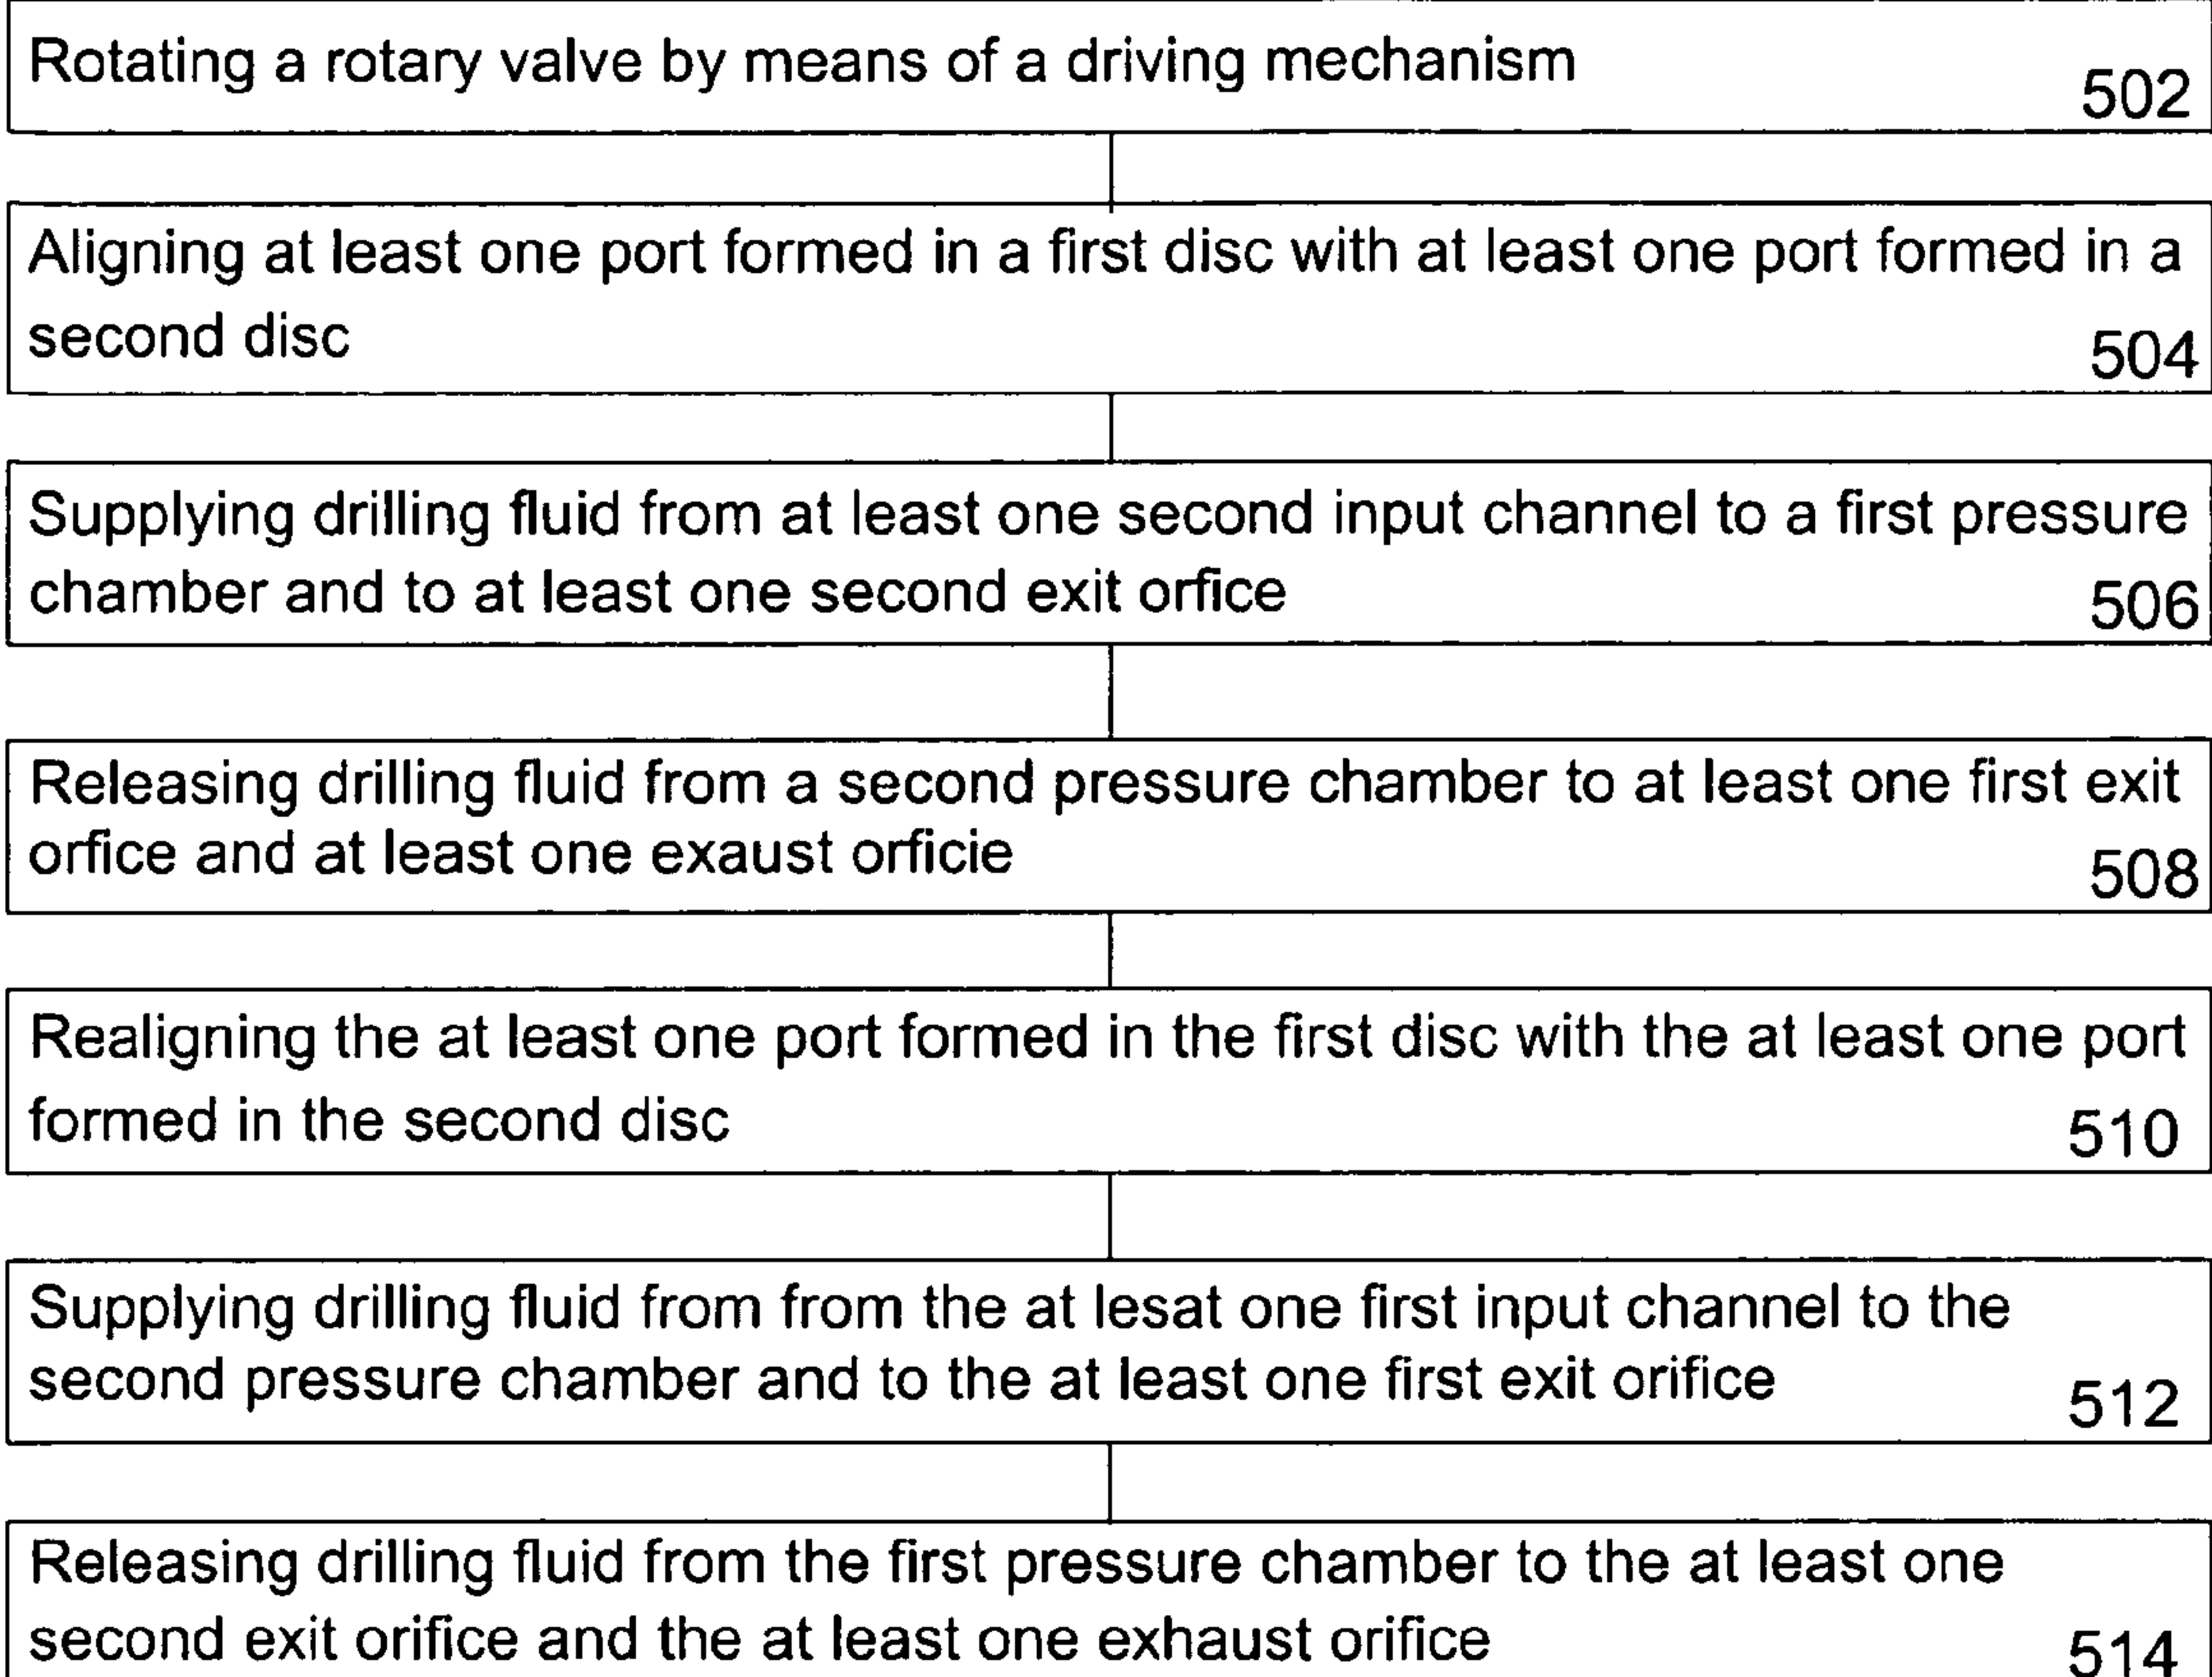 Rotating a rotary valve by means of a driving mechanism
502
Aligning at least one port formed in a first disc with at least one port formed in a
second disc
504
Supplying drilling fluid from at least one second input channel to a first pressure
chamber and to at least one second exit orfice
506
Releasing drilling fluid from a second pressure chamber to at least one first exit
orfice and at least one exaust orficie
508
Realigning the at least one port formed in the first disc with the at least one port
formed in the second disc
510
Supplying drilling fluid from from the at lesat one first input channel to the
second pressure chamber and to the at least one first exit orifice
512
Releasing drilling fluid from the first pressure chamber to the at least one
second exit orifice and the at least one exhaust orifice
514